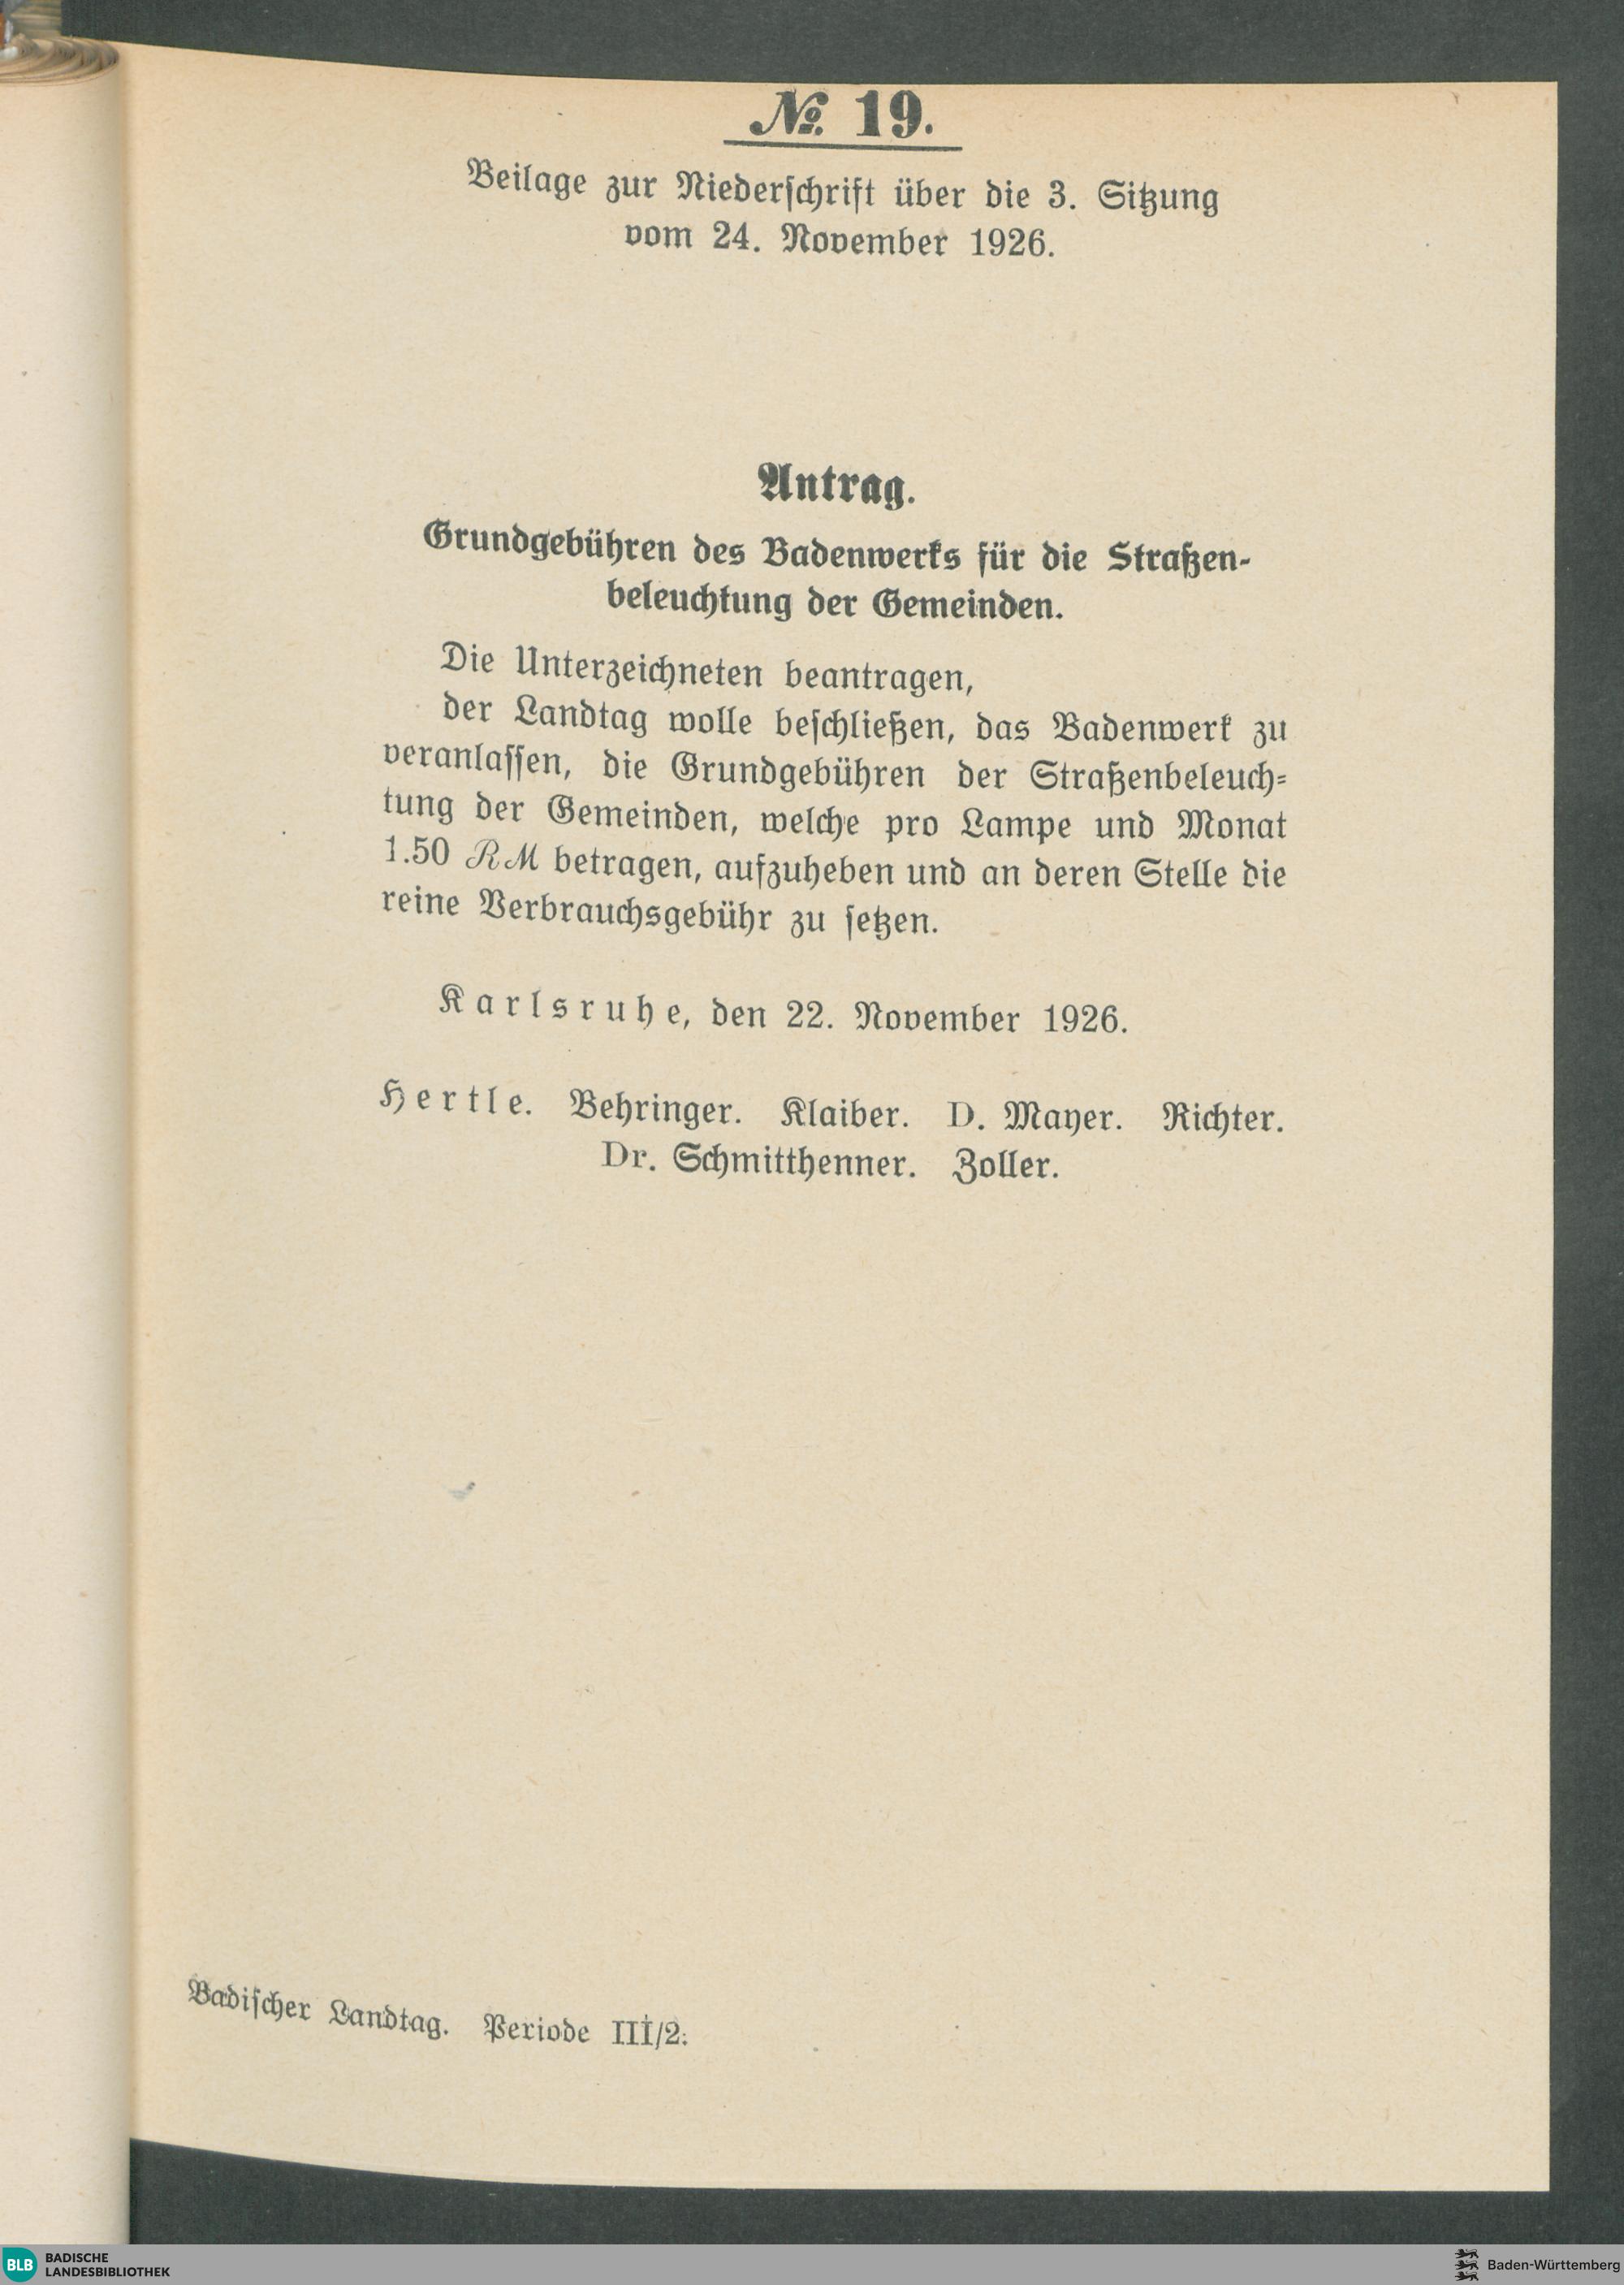 № 19.
Beilage zur Niederschrift über die 3. Sitzung
vom 24. November 1926.
Antrag.
Grundgebühren des Badenwerks für die Straßen-
beleuchtung der Gemeinden.
Die Unterzeichneten beantragen,
der Landtag wolle beschließen, das Badenwerk zu
veranlassen, die Grundgebühren der Straßenbeleuch-
tung der Gemeinden, welche pro Lampe und Monat
1.50 RM betragen, aufzuheben und an deren Stelle die
reine Verbrauchsgebühr zu setzen.
Karlsruhe, den 22. November 1926.
Hertle. Behringer. Klaiber. D. Mayer. Richter.
Dr. Schmitthenner. Zoller.
Badischer Landtag. Periode III/2.
BLB BADISCHE
LANDESBIBLIOTHEK
Baden-Württemberg